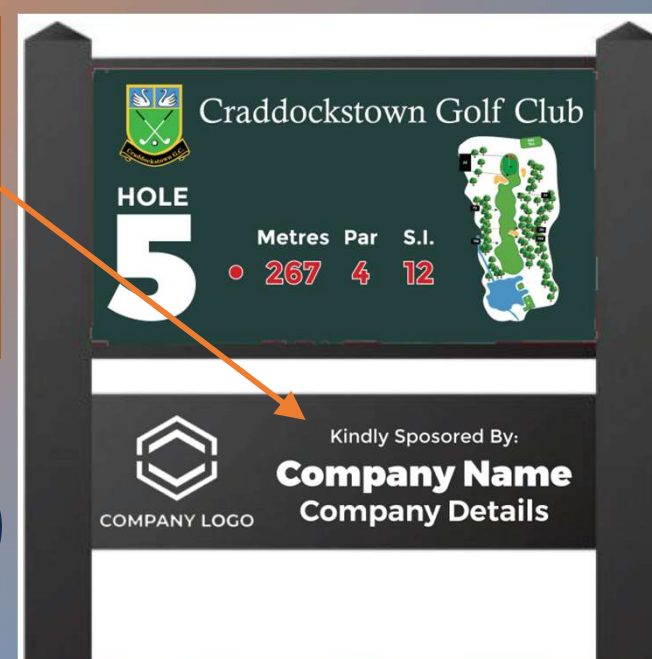 Craddockstown Golf Club
Craddockstown G.C.
HOLE
5
Metres Par S.I.
267 4 12
Kindly Sposored By:
Company Name
COMPANY LOGO
Company Details